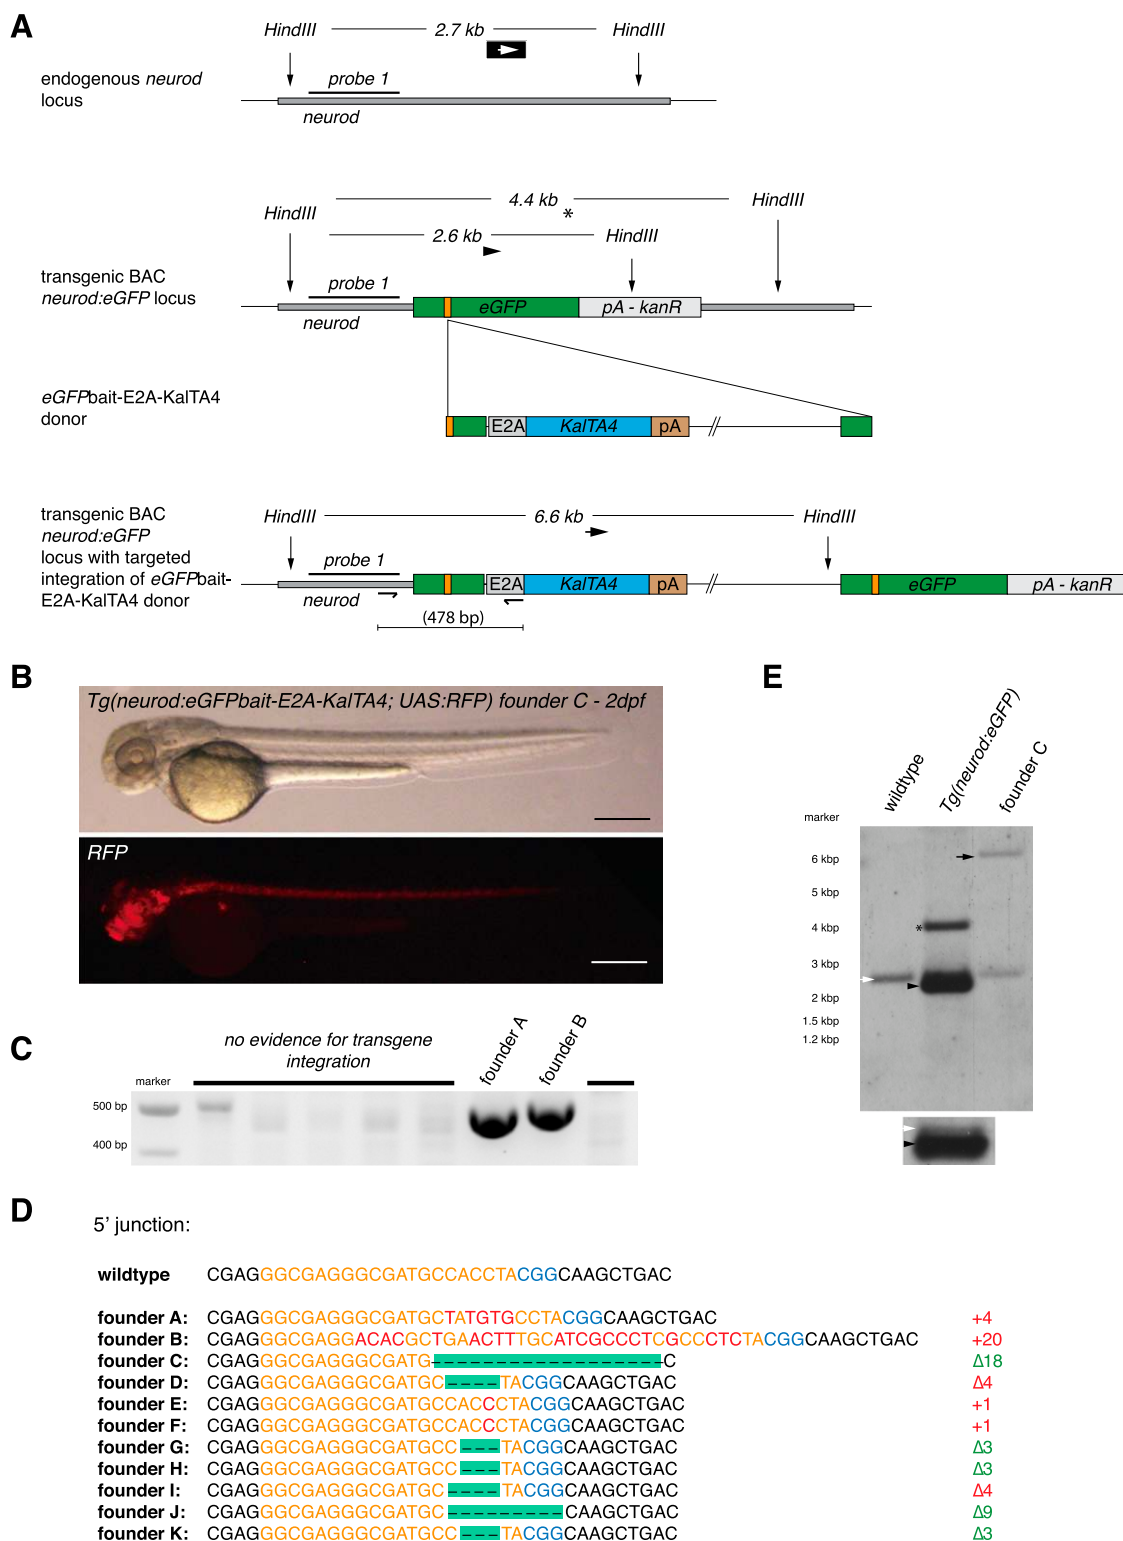 A
HindIII 2.7 kb HindIII
endogenous neurod
locus
probe 1
neurod
4.4 kb
*
HindIII HindIII
2.6 kb HindIII
transgenic BAC
neurod:eGFP locus
probe 1
eGFP pA - kanR
neurod
eGFPbait-E2A-KalTA4
donor
E2A KalTA4 pA //
transgenic BAC
neurod:eGFP
locus with targeted
integration of eGFPbait-
E2A-KalTA4 donor
HindIII 6.6 kb HindIII
probe 1
E2A KalTA4 pA // eGFP pA - kanR
neurod
(478 bp)
B
Tg(neurod:eGFPbait-E2A-KalTA4; UAS:RFP) founder C - 2dpf
RFP
C
no evidence for transgene
integration
founder A
founder B
marker
500 bp
400 bp
E
wildtype
Tg(neurod:eGFP)
founder C
marker
6 kbp
5 kbp
4 kbp
*
3 kbp
2 kbp
1.5 kbp
1.2 kbp
D
5’ junction:
wildtype CGAGGGCGAGGGCGATGCCACCTACGGCAAGCTGAC
founder A: CGAGGGCGAGGGCGATGCTATGTGCCTACGGCAAGCTGAC +4
founder B: CGAGGGCGAGGACACGCTGAACTTTGCATCGCCCTCGCCCTCTACGGCAAGCTGAC +20
founder C: CGAGGGCGAGGGCGATG------------------C Δ18
founder D: CGAGGGCGAGGGCGATGC----TACGGCAAGCTGAC Δ4
founder E: CGAGGGCGAGGGCGATGCCACCCTACGGCAAGCTGAC +1
founder F: CGAGGGCGAGGGCGATGCCACCCTACGGCAAGCTGAC +1
founder G: CGAGGGCGAGGGCGATGCC---TACGGCAAGCTGAC Δ3
founder H: CGAGGGCGAGGGCGATGCC---TACGGCAAGCTGAC Δ3
founder I: CGAGGGCGAGGGCGATGC----TACGGCAAGCTGAC Δ4
founder J: CGAGGGCGAGGGCGATGC---------CAAGCTGAC Δ9
founder K: CGAGGGCGAGGGCGATGCC---TACGGCAAGCTGAC Δ3